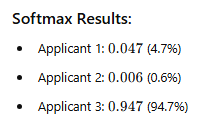 Softmax Results:
• Applicant 1: 0.047 (4.7%)
• Applicant 2: 0.006 (0.6%)
• Applicant 3: 0.947 (94.7%)